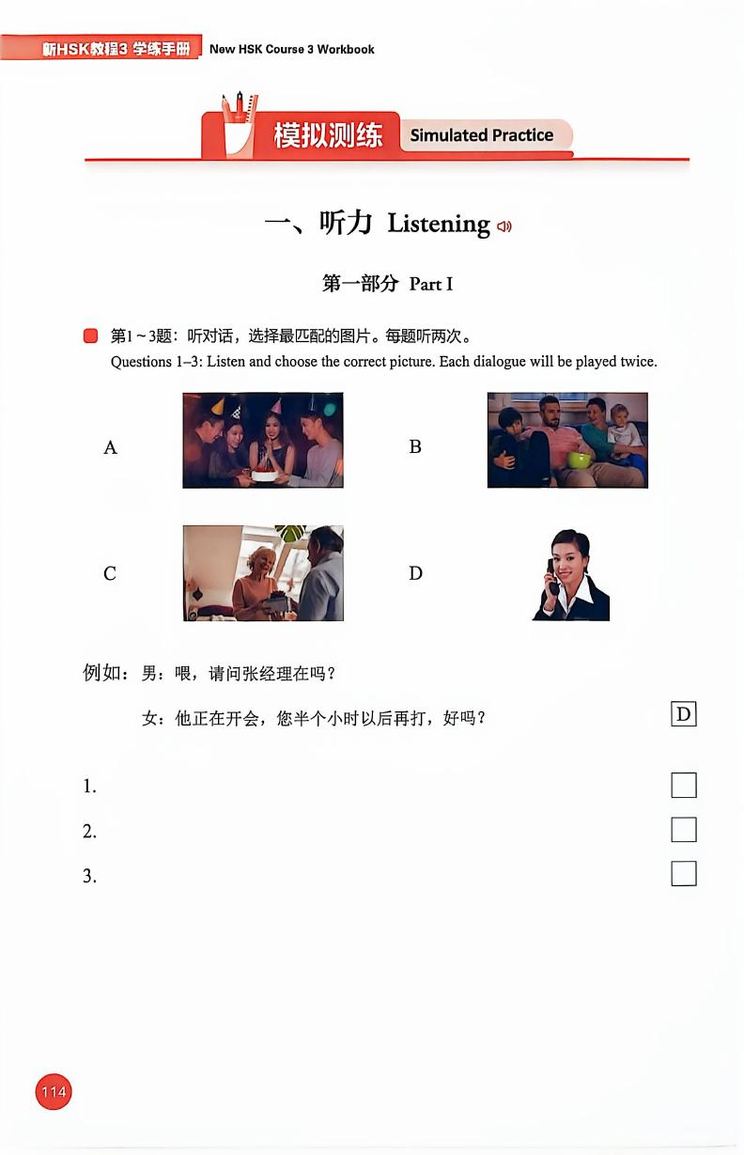 新HSK教程3 学练手册 New HSK Course 3 Workbook
模拟测练 Simulated Practice
一、听力 Listening
第一部分 Part I
第1~3题：听对话，选择最匹配的图片。每题听两次。
Questions 1–3: Listen and choose the correct picture. Each dialogue will be played twice.
A
B
C
D
例如：男：喂，请问张经理在吗？
女：他正在开会，您半个小时以后再打，好吗？ D
1.
2.
3.
114